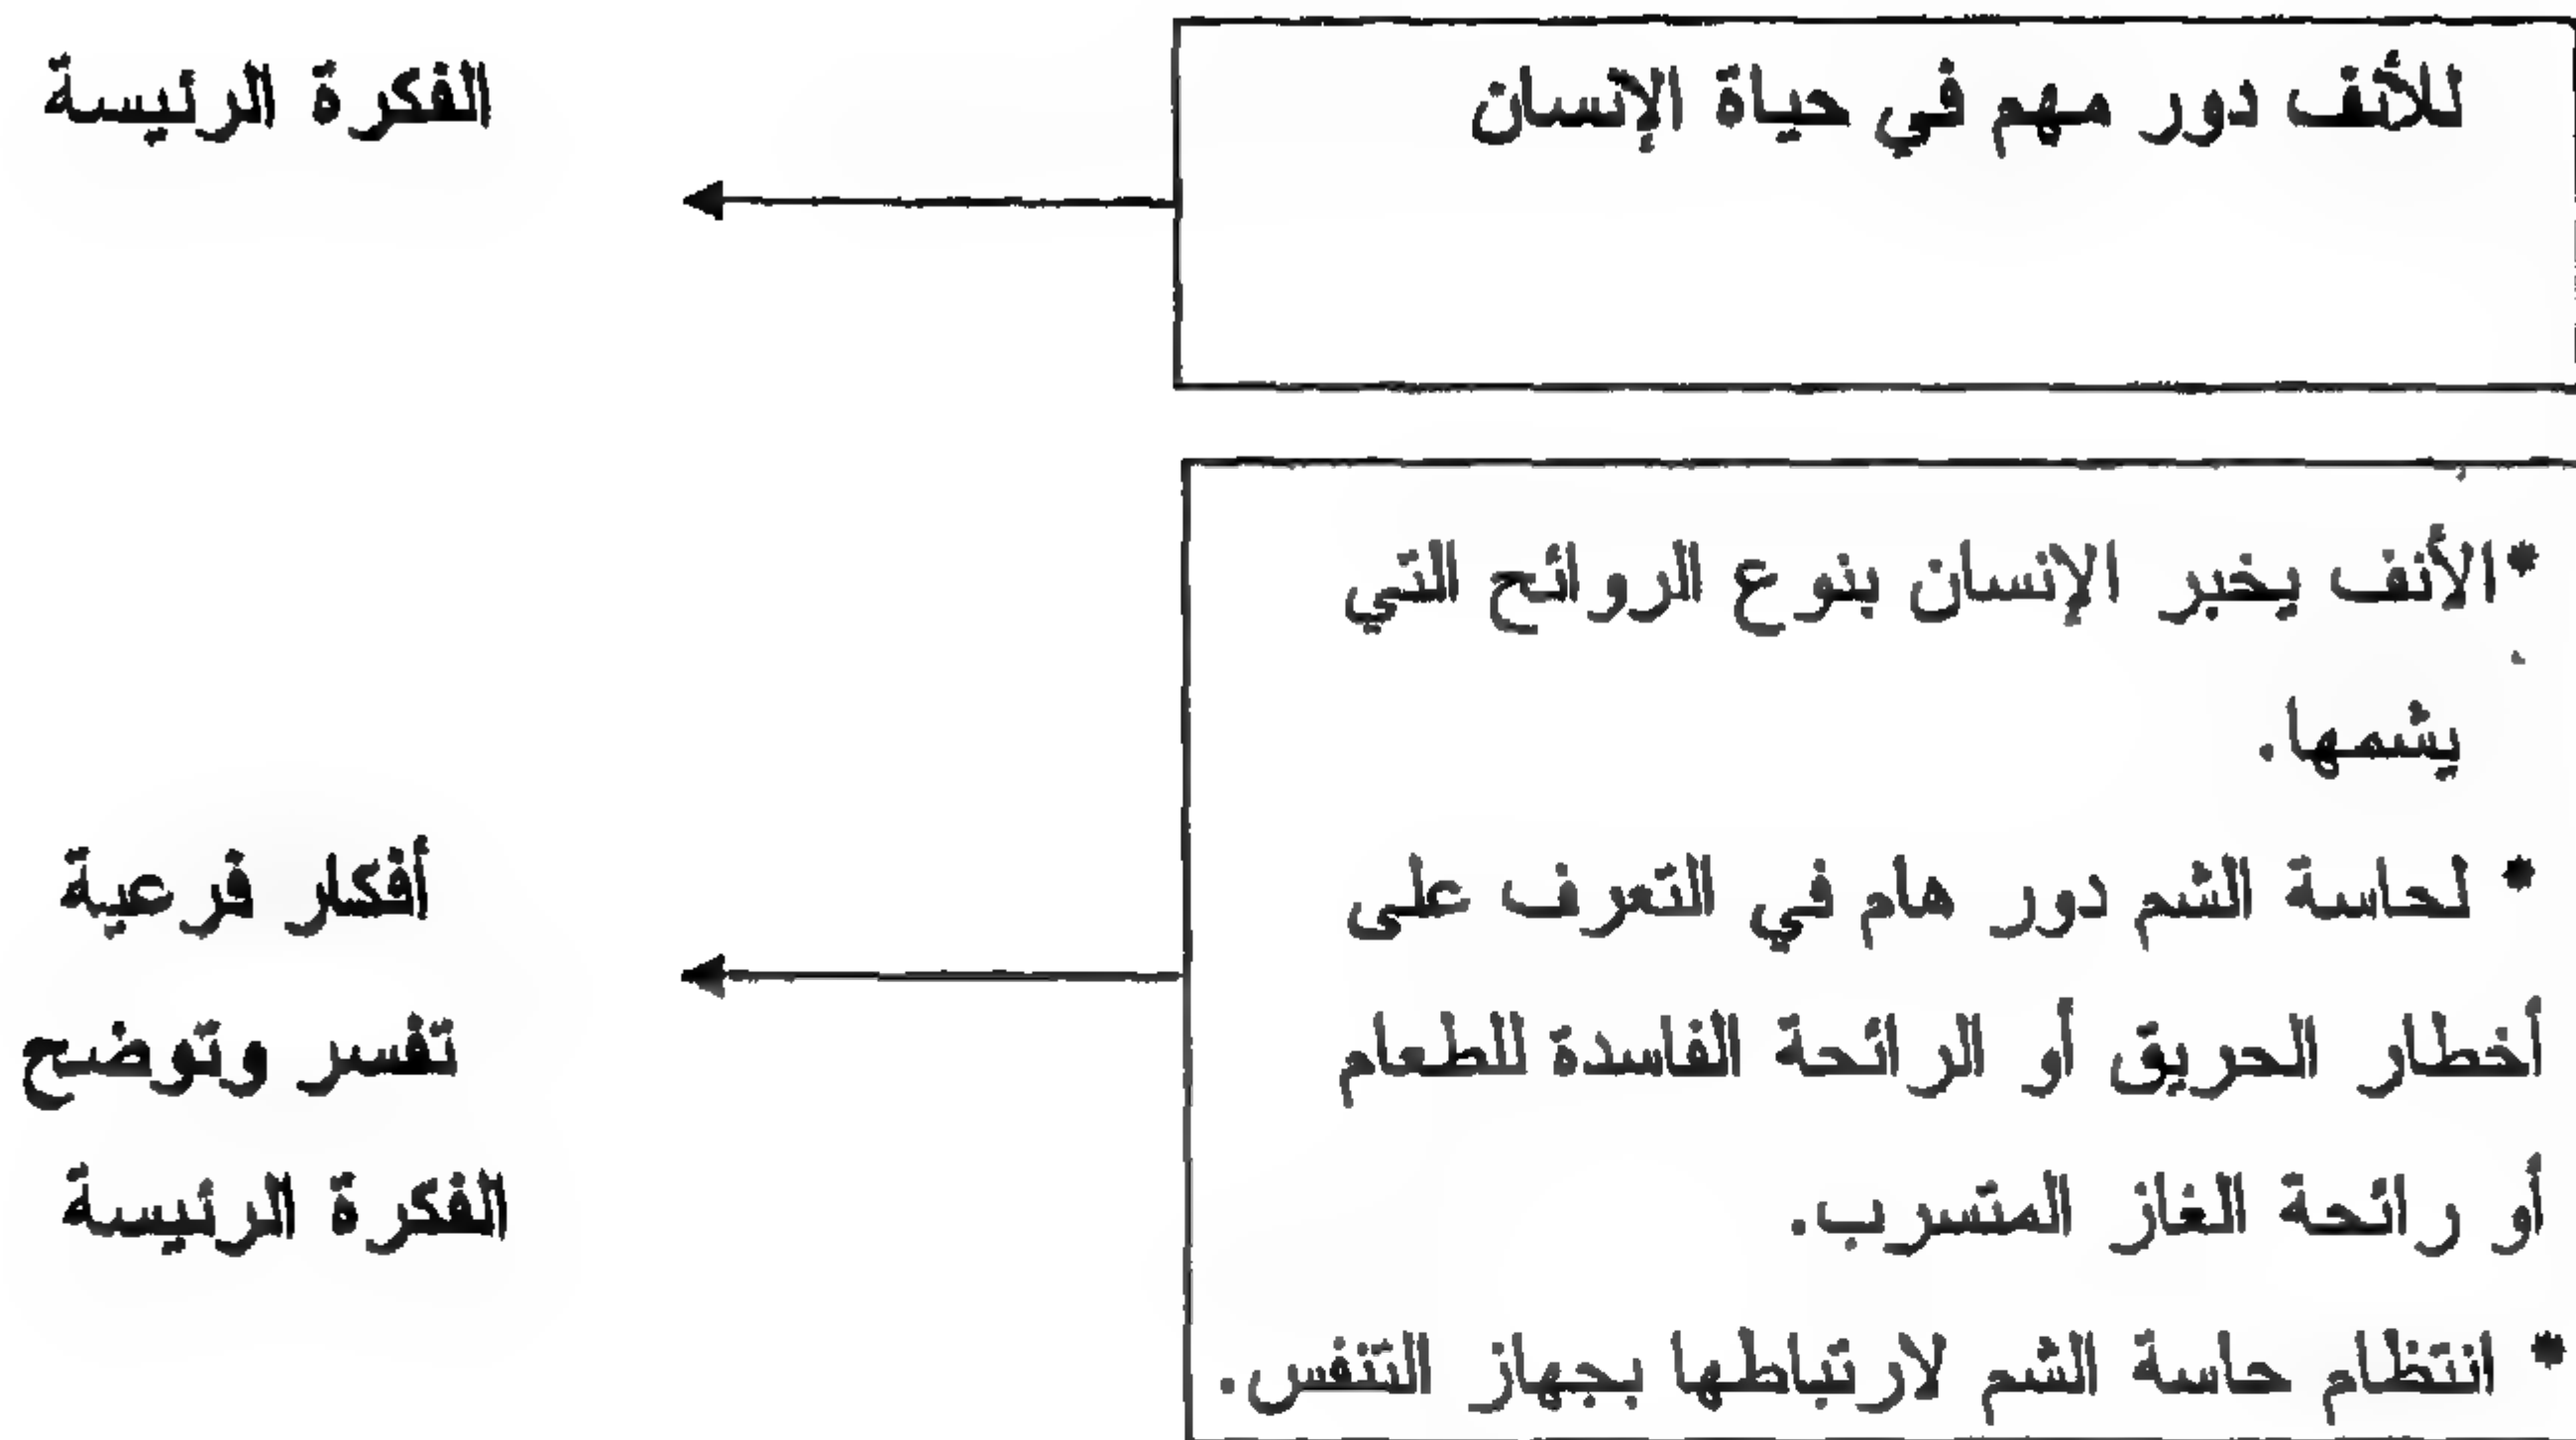 للأنف دور مهم في حياة الإنسان
الفكرة الرئيسة
*الأنف يخبر الإنسان بنوع الروائح التي
يشمها.
* لحاسة الشم دور هام في التعرف على
أخطار الحريق أو الرائحة الفاسدة للطعام
أو رائحة الغاز المتسرب.
* انتظام حاسة الشم لارتباطها بجهاز التنفس.
أفكار فرعية
تفسر وتوضح
الفكرة الرئيسة